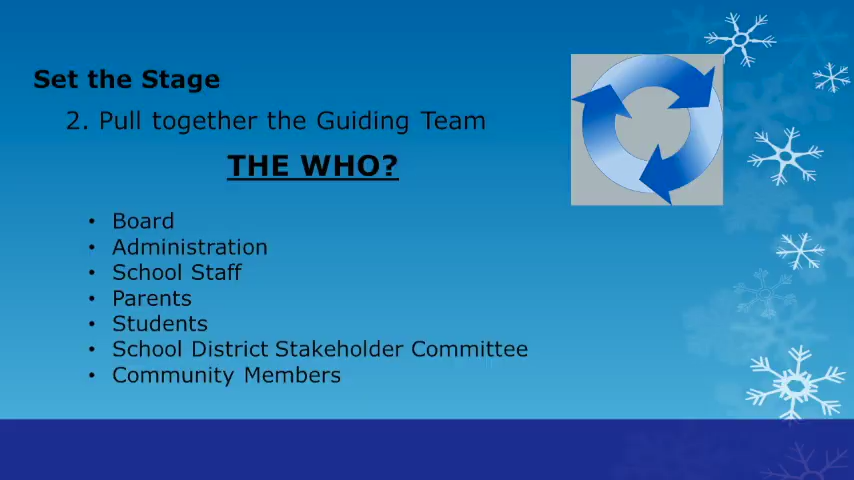 Set the Stage
2. Pull together the Guiding Team
THE WHO?
• Board
• Administration
• School Staff
• Parents
• Students
• School District Stakeholder Committee
• Community Members